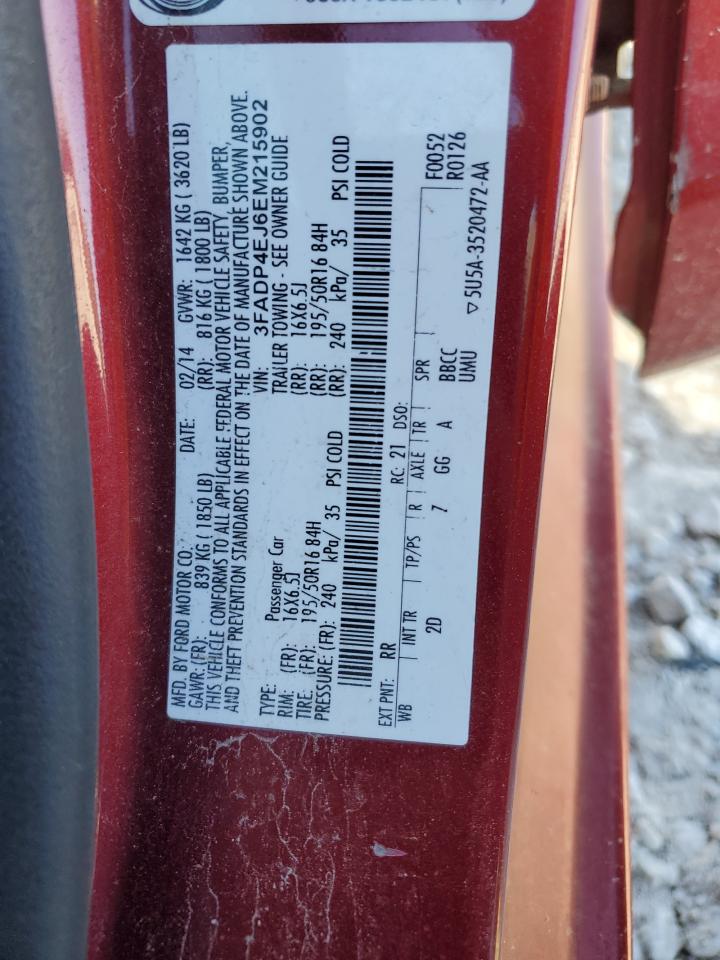 MFD. BY FORD MOTOR CO. DATE: 02/14 GVWR: 1642 KG ( 3620 LB)
GAWR: (FR): 839 KG ( 1850 LB) (RR): 816 KG ( 1800 LB)
THIS VEHICLE CONFORMS TO ALL APPLICABLE FEDERAL MOTOR VEHICLE SAFETY, BUMPER,
AND THEFT PREVENTION STANDARDS IN EFFECT ON THE DATE OF MANUFACTURE SHOWN ABOVE.
VIN: 3FADP4EJ6EM215902
TYPE: Passenger Car TRAILER TOWING - SEE OWNER GUIDE
RIM: (FR): 16X6.5J (RR): 16X6.5J
TIRE: (FR): 195/50R16 84H (RR): 195/50R16 84H
PRESSURE: (FR): 240 kPa/ 35 PSI COLD (RR): 240 kPa/ 35 PSI COLD
EXT PNT: RR RC: 21 DSO: F0052
R0126
WB INT TR TP/PS R AXLE TR SPR
2D 7 GG A BBCC
UMU
▽5U5A-3520472-AA